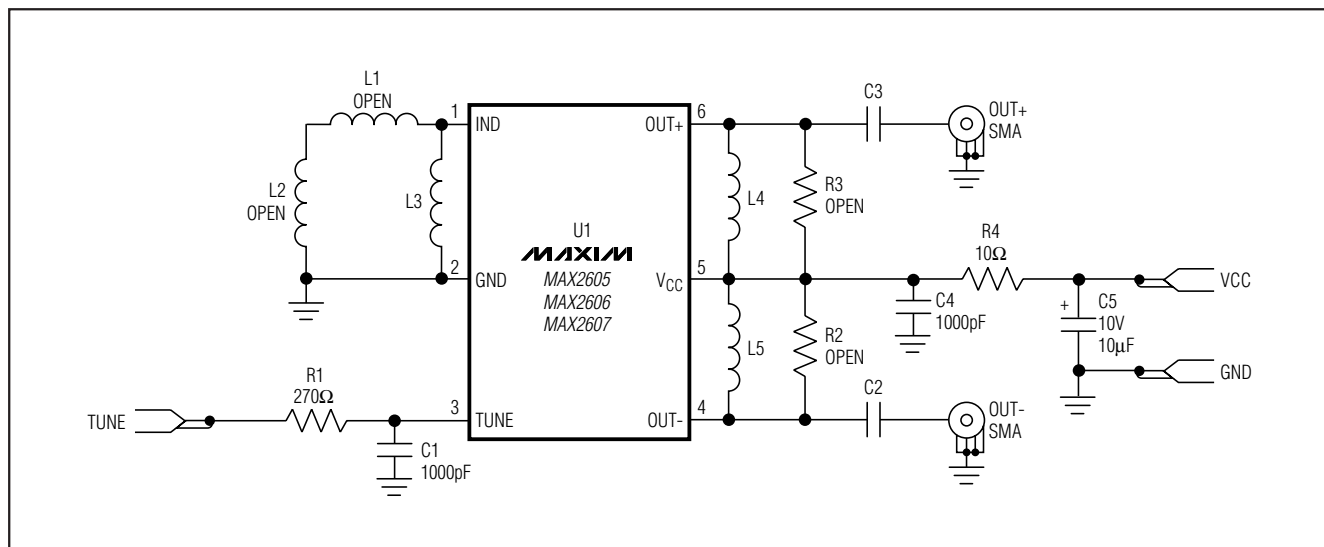 L1
OPEN
L2
OPEN
L3
1
IND
2
GND
R1
270Ω
TUNE
C1
1000pF
3
TUNE
U1
MAXIM
MAX2605
MAX2606
MAX2607
6
OUT+
5
VCC
4
OUT-
L4
R3
OPEN
L5
R2
OPEN
C3
OUT+
SMA
C2
OUT-
SMA
C4
1000pF
R4
10Ω
+
C5
10V
10µF
VCC
GND